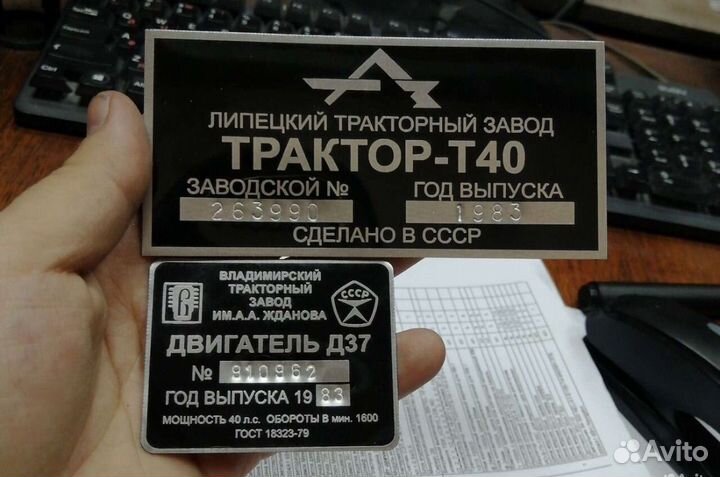 ЛИПЕЦКИЙ ТРАКТОРНЫЙ ЗАВОД
ТРАКТОР-Т40
ЗАВОДСКОЙ № ГОД ВЫПУСКА
263990 1983
СДЕЛАНО В СССР
ВЛАДИМИРСКИЙ
ТРАКТОРНЫЙ
ЗАВОД
ИМ.А.А. ЖДАНОВА
СССР
ДВИГАТЕЛЬ Д37
№ 910962
ГОД ВЫПУСКА 19 83
МОЩНОСТЬ 40 л.с. ОБОРОТЫ В мин. 1600
ГОСТ 18323-79
Avito